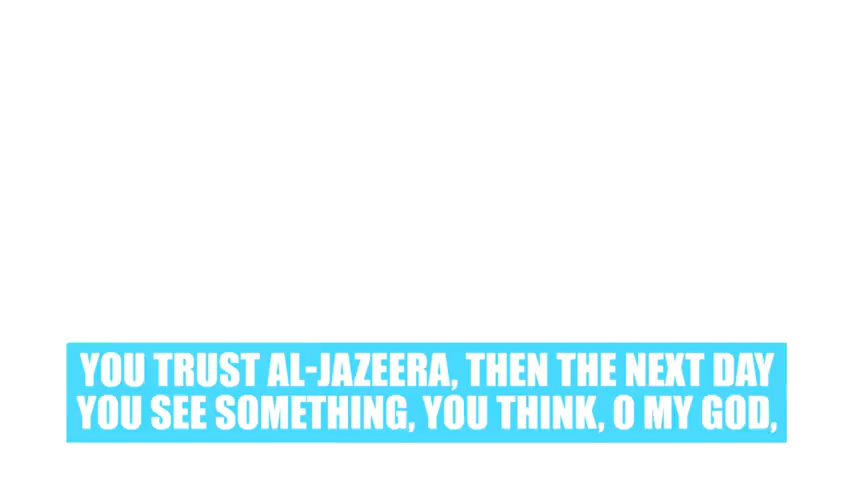 YOU TRUST AL-JAZEERA, THEN THE NEXT DAY
YOU SEE SOMETHING, YOU THINK, O MY GOD,